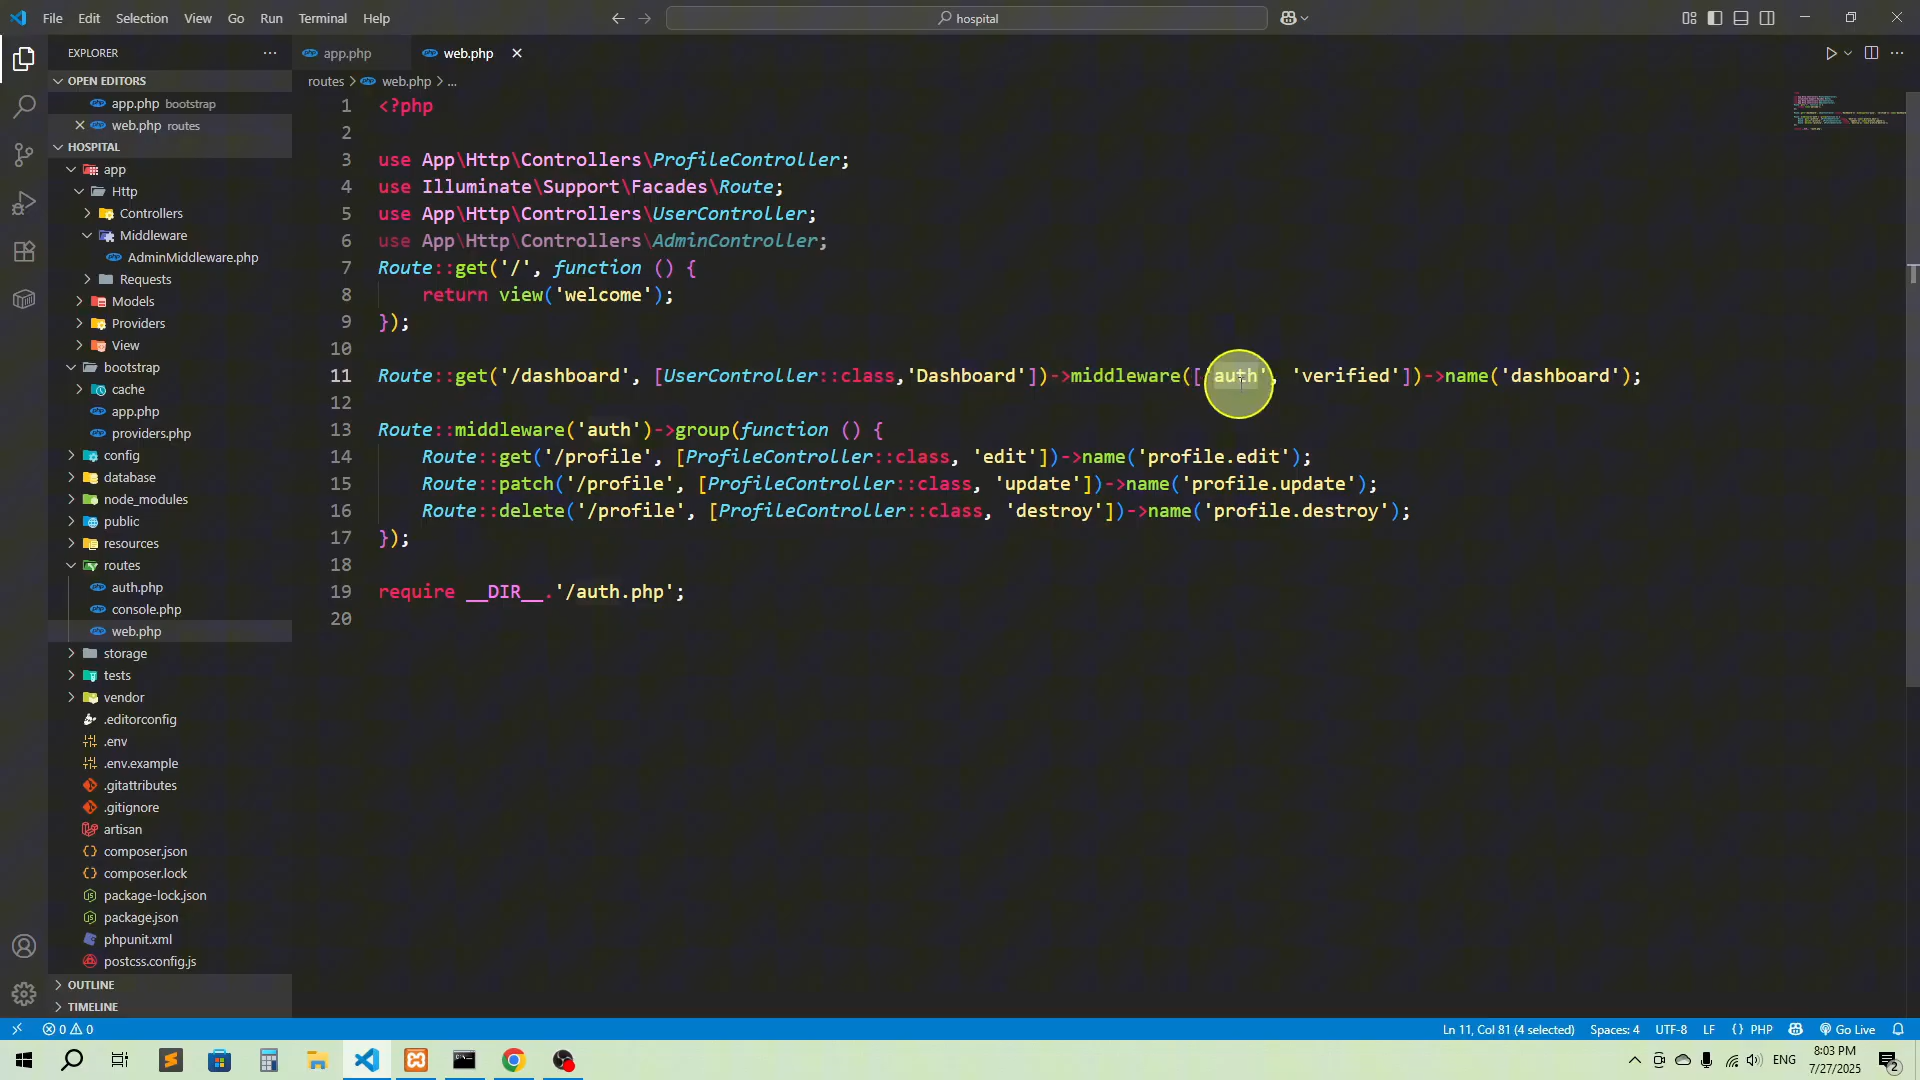 File Edit Selection View Go Run Terminal Help
hospital
EXPLORER
OPEN EDITORS
app.php bootstrap
web.php routes
HOSPITAL
app
Http
Controllers
Middleware
AdminMiddleware.php
Requests
Models
Providers
View
bootstrap
cache
app.php
providers.php
config
database
node_modules
public
resources
routes
auth.php
console.php
web.php
storage
tests
vendor
.editorconfig
.env
.env.example
.gitattributes
.gitignore
artisan
composer.json
composer.lock
package-lock.json
package.json
phpunit.xml
postcss.config.js
OUTLINE
TIMELINE
app.php
web.php
routes > web.php > ...
1 <?php
2
3 use App\Http\Controllers\ProfileController;
4 use Illuminate\Support\Facades\Route;
5 use App\Http\Controllers\UserController;
6 use App\Http\Controllers\AdminController;
7 Route::get('/', function () {
8 return view('welcome');
9 });
10
11 Route::get('/dashboard', [UserController::class,'Dashboard'])->middleware(['auth', 'verified'])->name('dashboard');
12
13 Route::middleware('auth')->group(function () {
14 Route::get('/profile', [ProfileController::class, 'edit'])->name('profile.edit');
15 Route::patch('/profile', [ProfileController::class, 'update'])->name('profile.update');
16 Route::delete('/profile', [ProfileController::class, 'destroy'])->name('profile.destroy');
17 });
18
19 require __DIR__.'/auth.php';
20
0 0
Ln 11, Col 81 (4 selected) Spaces: 4 UTF-8 LF {} PHP Go Live
ENG
8:03 PM
7/27/2025
2